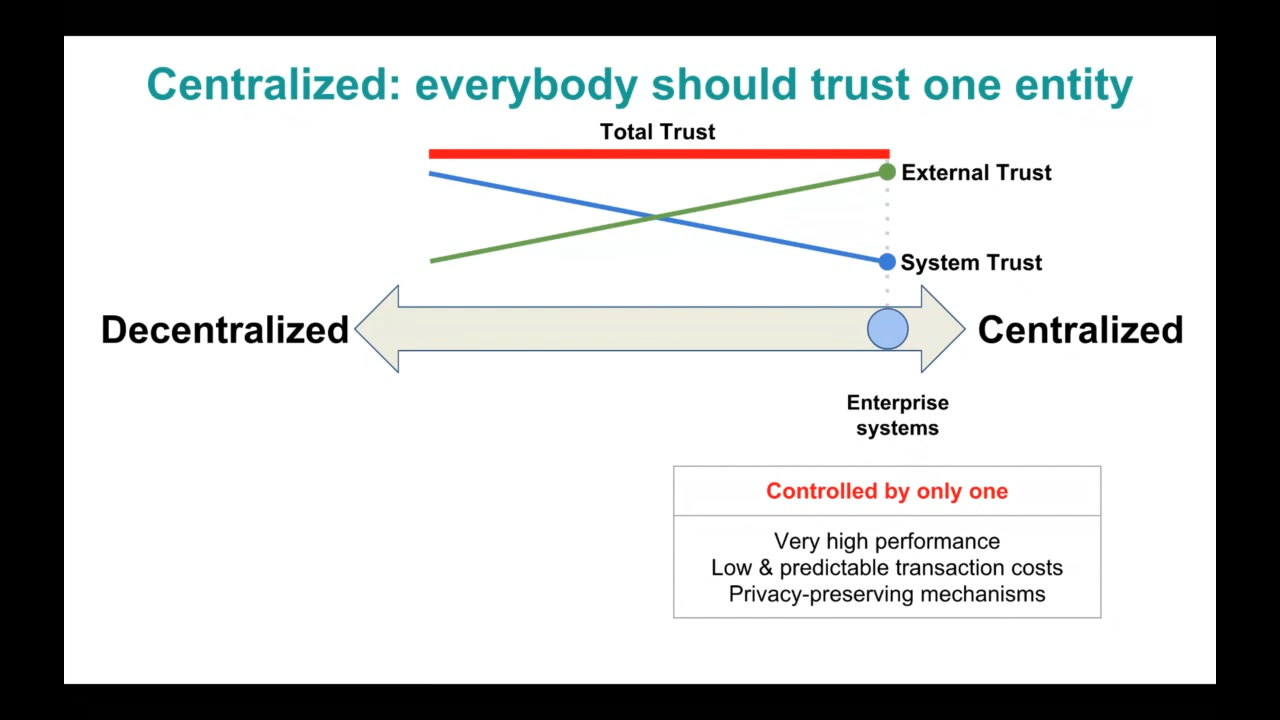 Centralized: everybody should trust one entity
Total Trust
External Trust
System Trust
Decentralized
Centralized
Enterprise
systems
Controlled by only one
Very high performance
Low & predictable transaction costs
Privacy-preserving mechanisms